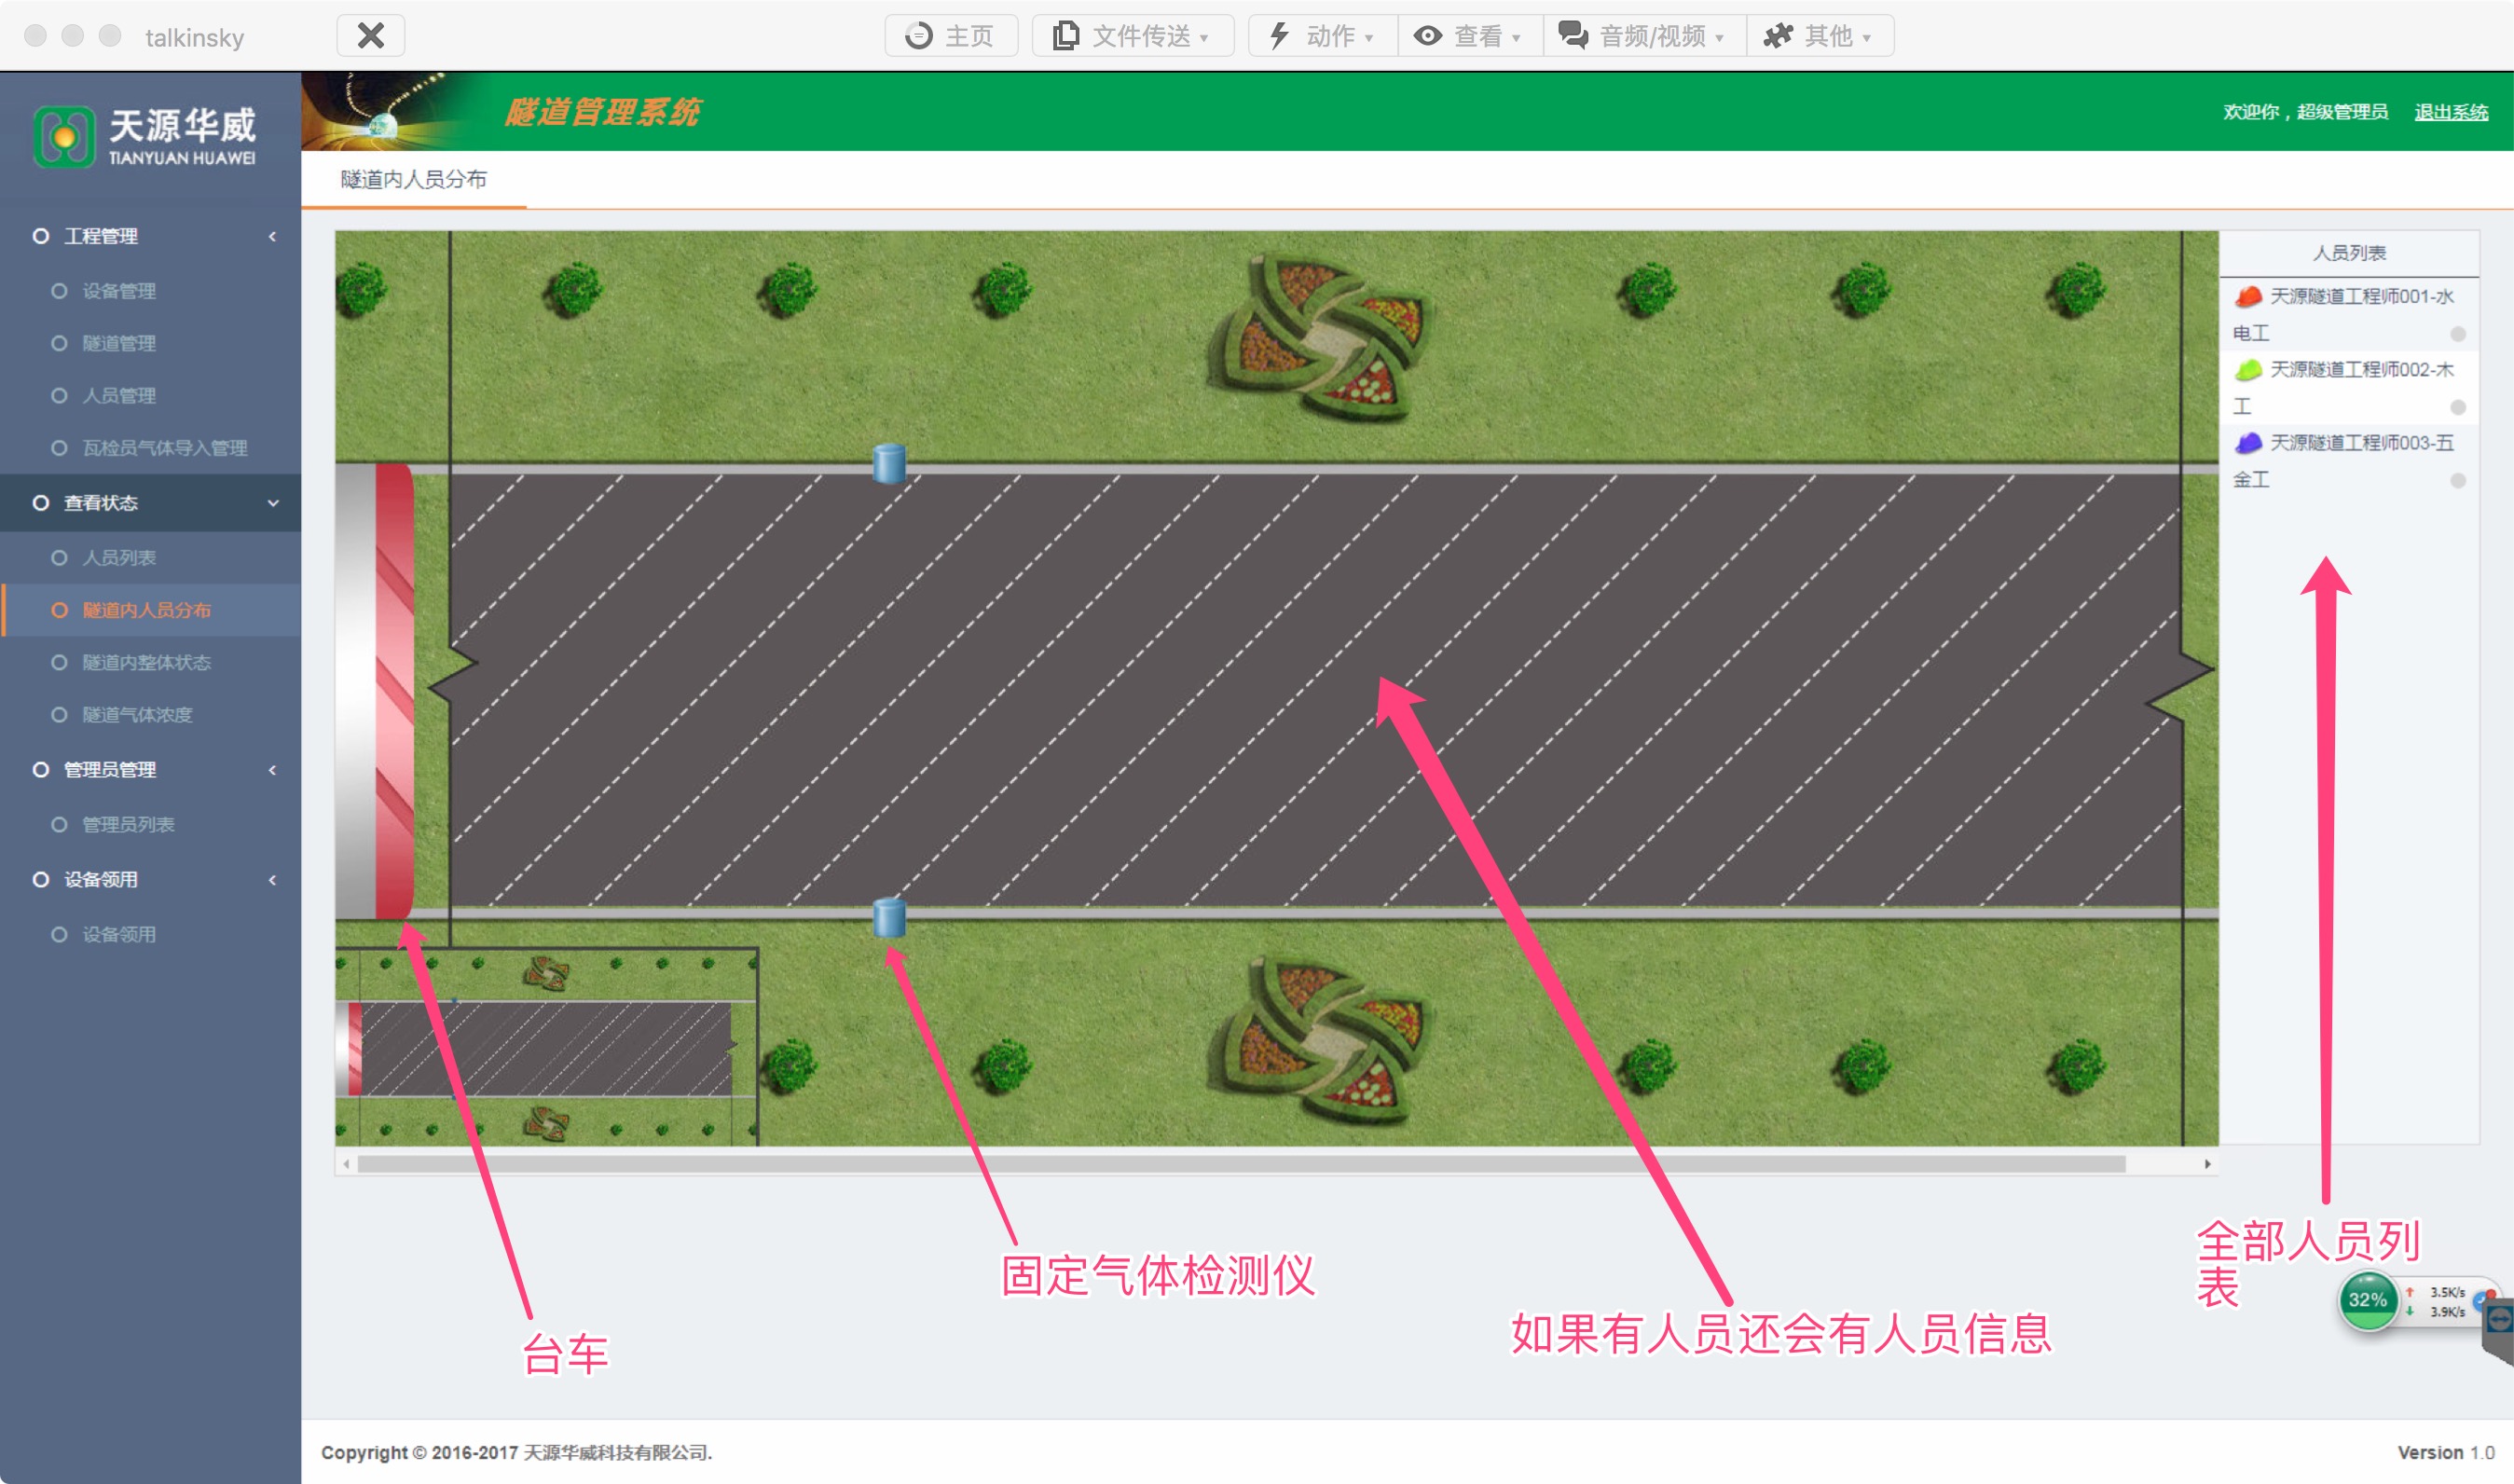 talkinsky
主页
文件传送
动作
查看
音频/视频
其他
天源华威
TIANYUAN HUAWEI
隧道管理系统
欢迎你，超级管理员 退出系统
隧道内人员分布
工程管理
设备管理
隧道管理
人员管理
瓦检员气体导入管理
查看状态
人员列表
隧道内人员分布
隧道内整体状态
隧道气体浓度
管理员管理
管理员列表
设备领用
设备领用
人员列表
天源隧道工程师001-水
电工
天源隧道工程师002-木
工
天源隧道工程师003-五
金工
台车
固定气体检测仪
如果有人员还会有人员信息
全部人员列
表
32%
3.5K/s
3.9K/s
Copyright © 2016-2017 天源华威科技有限公司.
Version 1.0